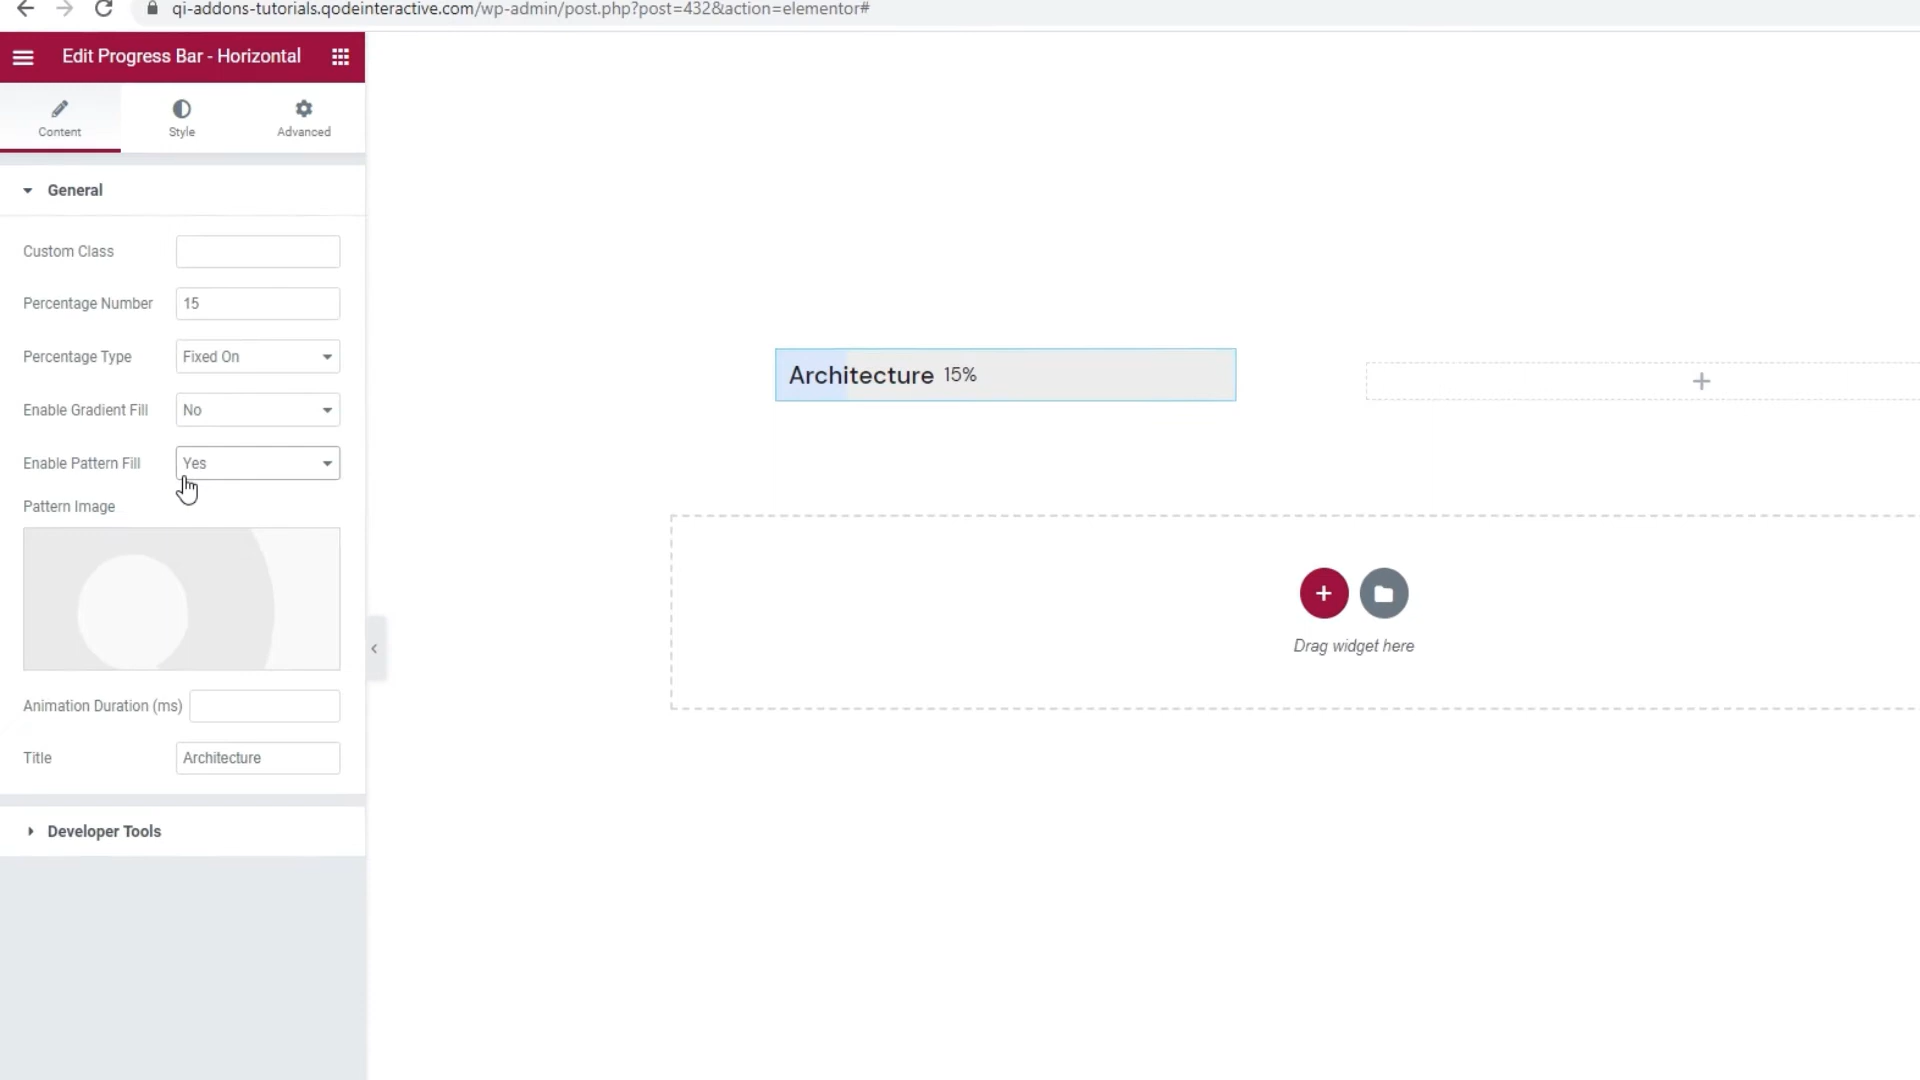 qi-addons-tutorials.qodeinteractive.com/wp-admin/post.php?post=432&action=elementor#
Edit Progress Bar - Horizontal
Content
Style
Advanced
General
Custom Class
Percentage Number
15
Percentage Type
Fixed On
Enable Gradient Fill
No
Enable Pattern Fill
Yes
Pattern Image
Animation Duration (ms)
Title
Architecture
Developer Tools
Architecture 15%
Drag widget here